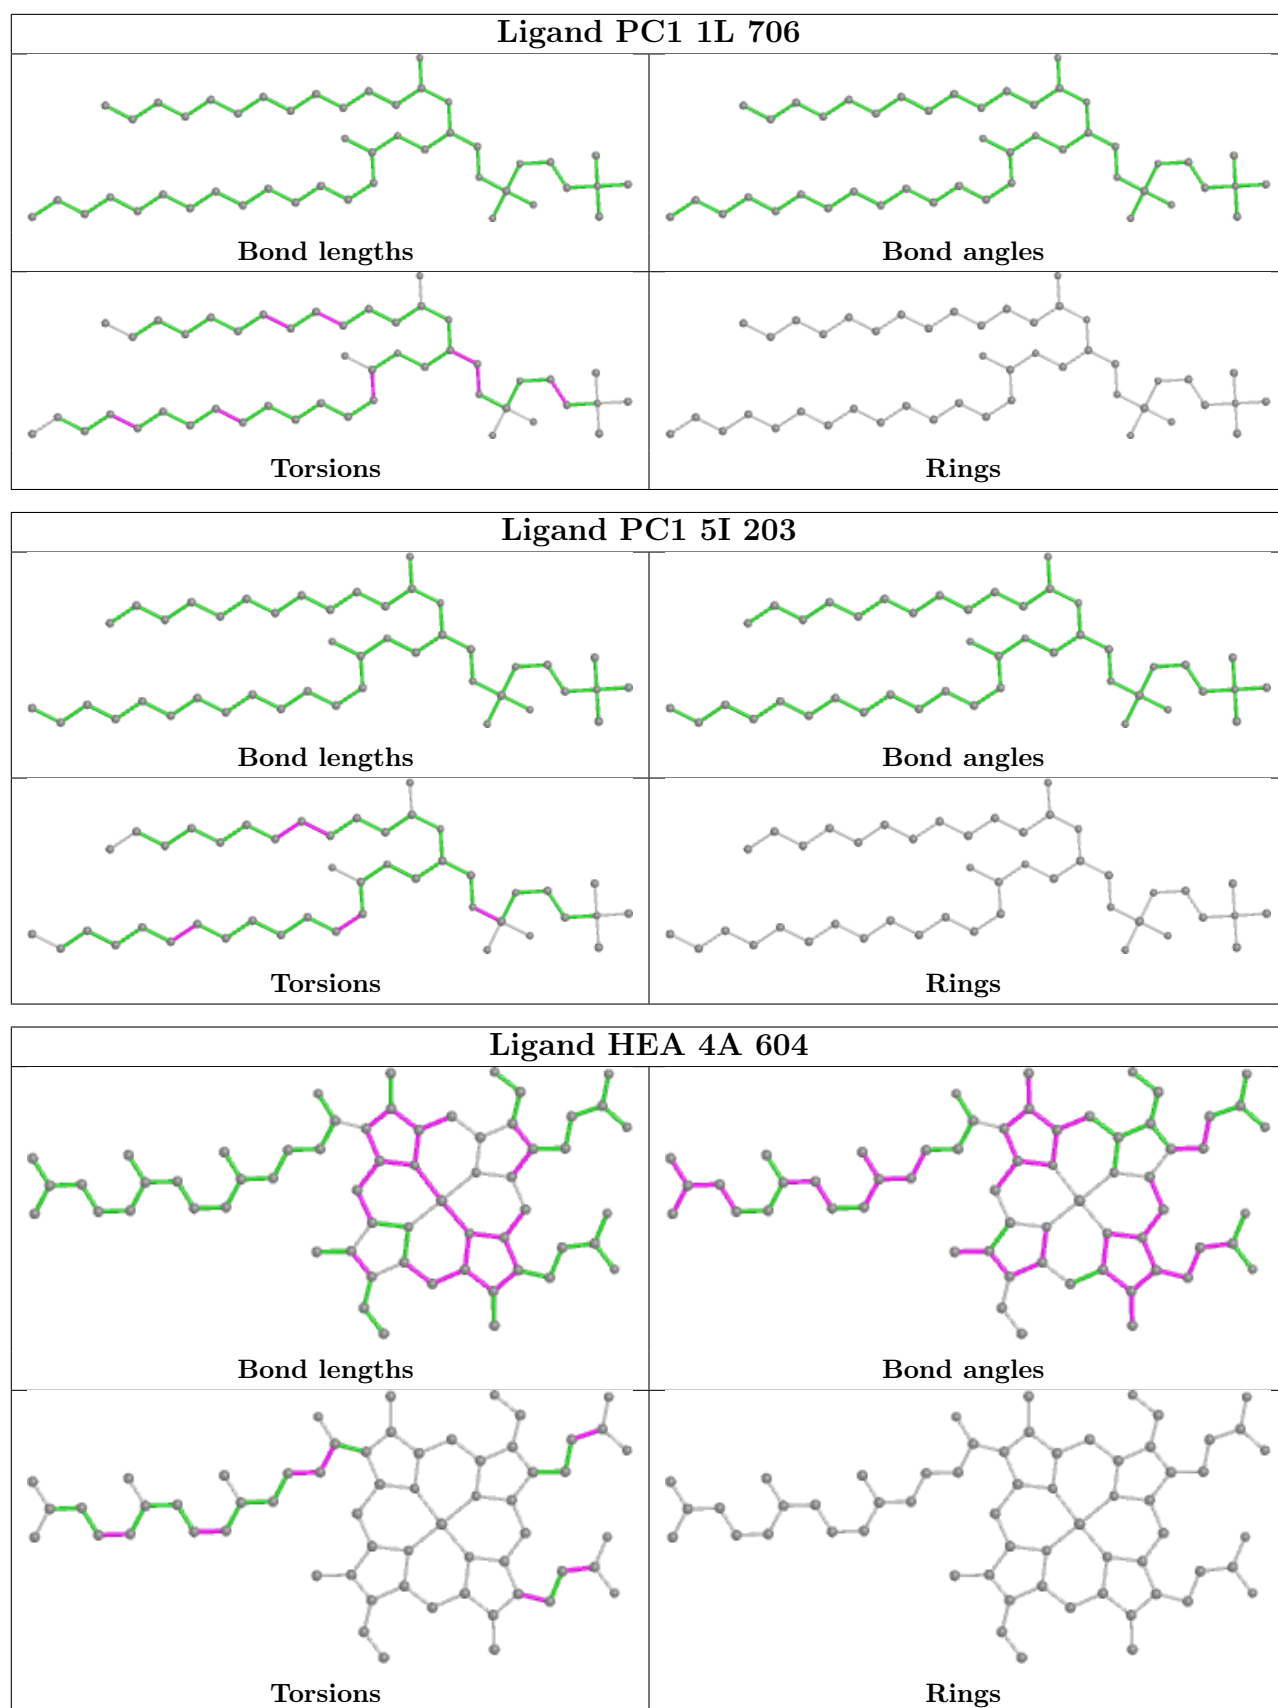 Ligand PC1 1L 706
Bond lengths
Bond angles
Torsions
Rings
Ligand PC1 5I 203
Bond lengths
Bond angles
Torsions
Rings
Ligand HEA 4A 604
Bond lengths
Bond angles
Torsions
Rings